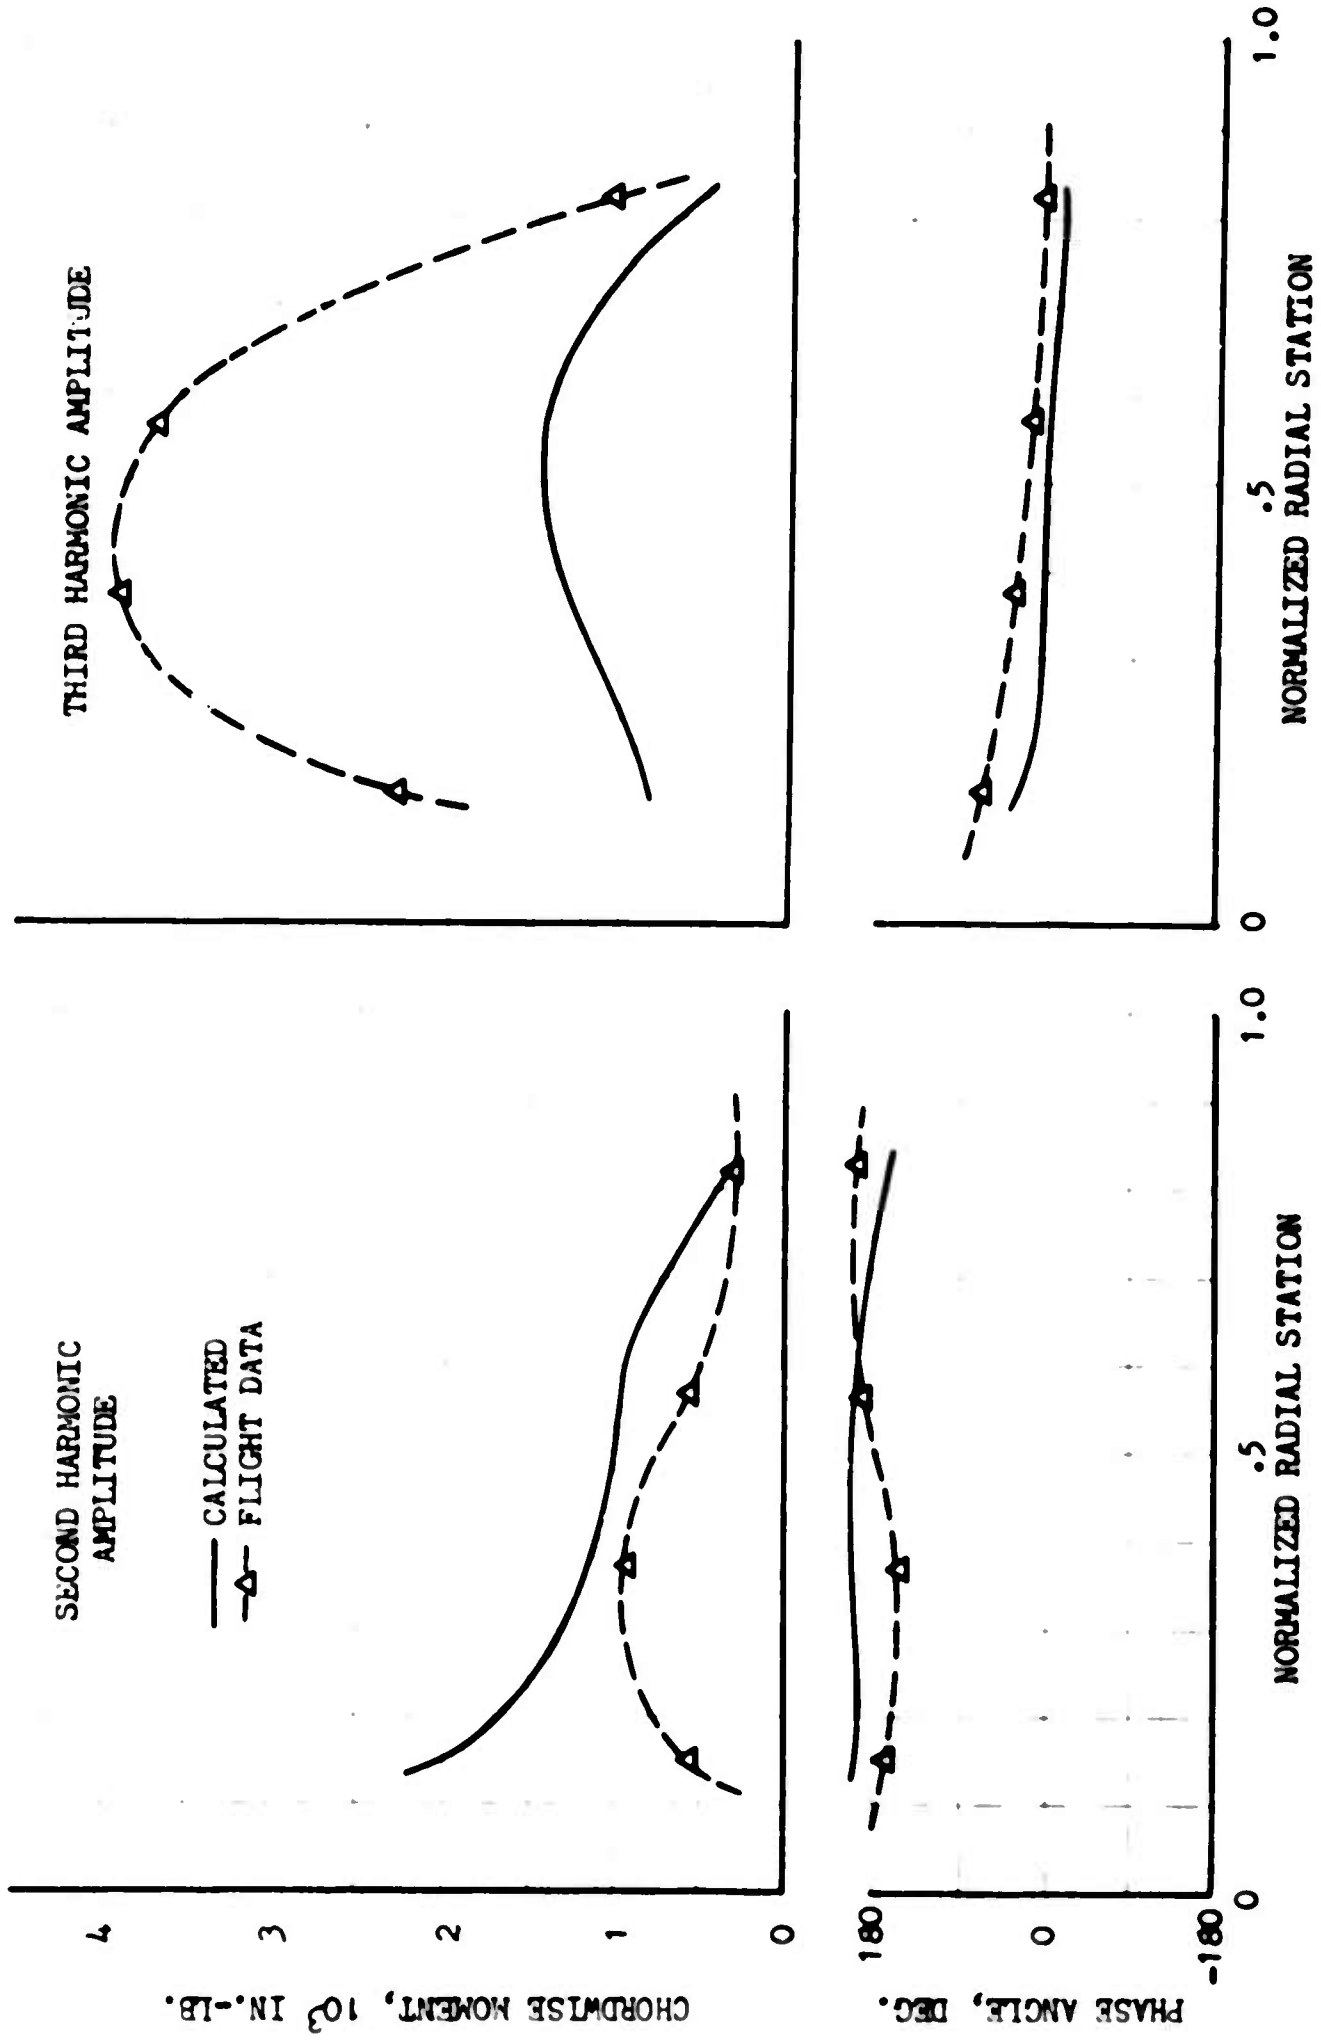 SECOND HARMONIC
AMPLITUDE
CALCULATED
FLIGHT DATA
CHORDWISE MOMENT, 10³ IN.-LB.
4
3
2
1
0
PHASE ANGLE, DEG.
180
0
-180
0
.5
1.0
NORMALIZED RADIAL STATION
THIRD HARMONIC AMPLITUDE
0
.5
1.0
NORMALIZED RADIAL STATION